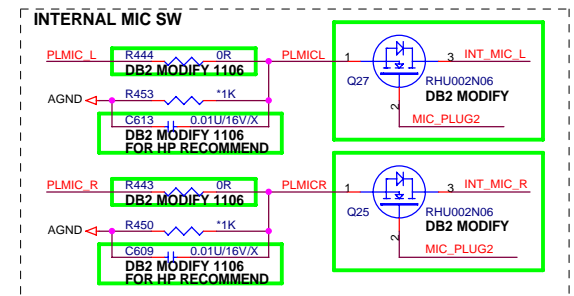 INTERNAL MIC SW
PLMIC_L R444 0R PLMICL 1 3 INT_MIC_L
DB2 MODIFY 1106
Q27 RHU002N06
AGND R453 *1K DB2 MODIFY
2
C613 0.01U/16V/X MIC_PLUG2
DB2 MODIFY 1106
FOR HP RECOMMEND
PLMIC_R R443 0R PLMICR 1 3 INT_MIC_R
DB2 MODIFY 1106
Q25 RHU002N06
AGND R450 *1K DB2 MODIFY
2
C609 0.01U/16V/X MIC_PLUG2
DB2 MODIFY 1106
FOR HP RECOMMEND